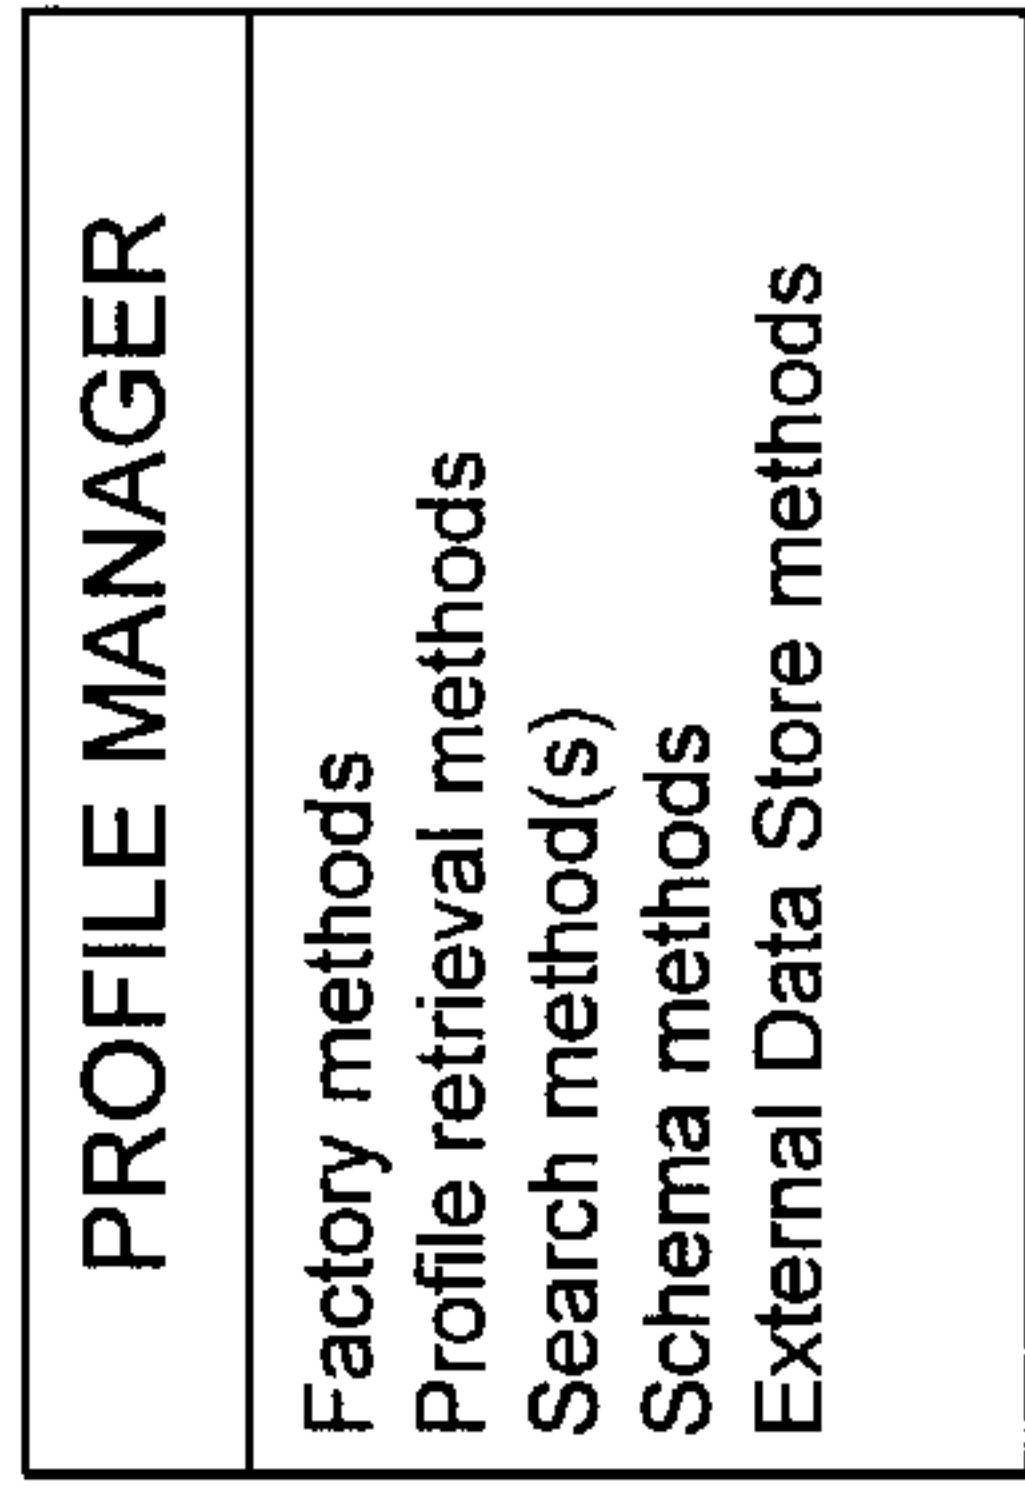 PROFILE MANAGER
Factory methods
Profile retrieval methods
Search method(s)
Schema methods
External Data Store methods